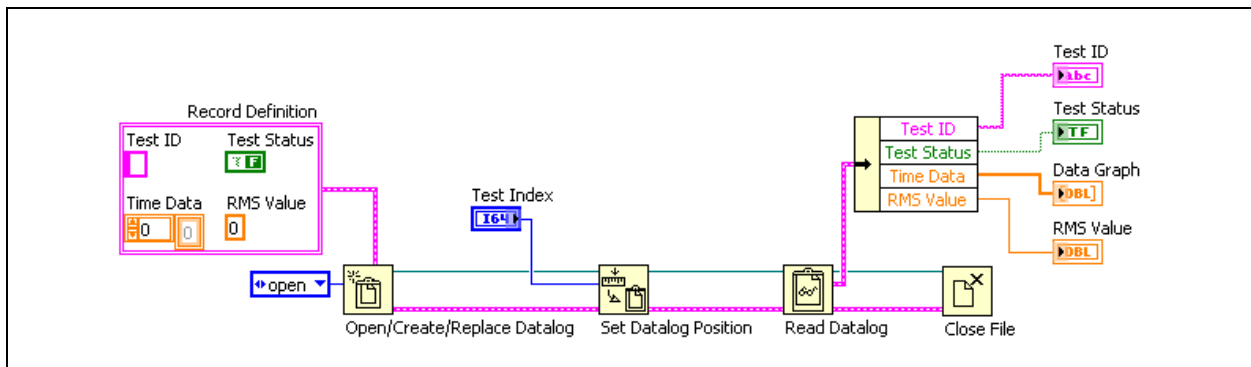 Record Definition
Test ID
Test Status
F
Time Data
RMS Value
0
0
0
open
Open/Create/Replace Datalog
Test Index
I64
Set Datalog Position
Read Datalog
Close File
Test ID
Test Status
Time Data
RMS Value
Test ID
abc
Test Status
TF
Data Graph
DBL]
RMS Value
DBL